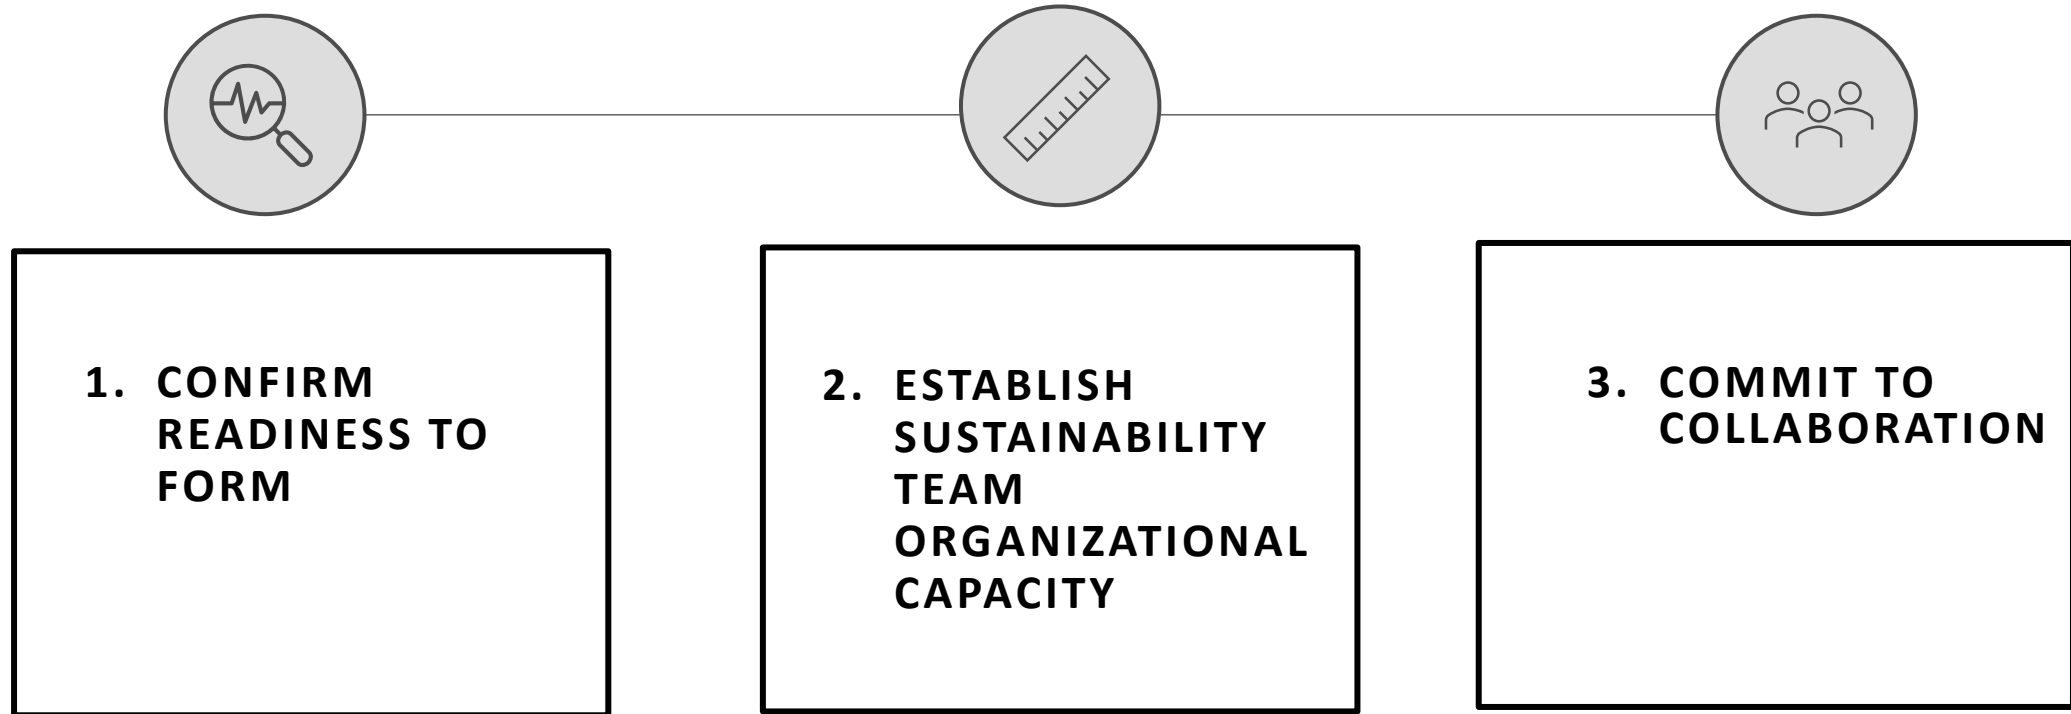 1. CONFIRM
READINESS TO
FORM
2. ESTABLISH
SUSTAINABILITY
TEAM
ORGANIZATIONAL
CAPACITY
3. COMMIT TO
COLLABORATION